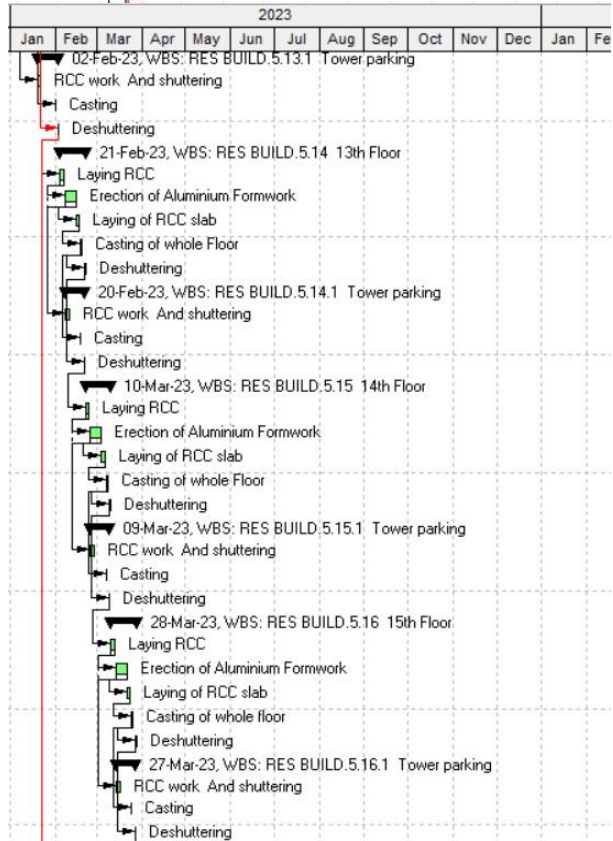 2023
Jan Feb Mar Apr May Jun Jul Aug Sep Oct Nov Dec Jan Fe
02-Feb-23, WBS: RES BUILD.5.13.1 Tower parking
RCC work And shuttering
Casting
Deshuttering
21-Feb-23, WBS: RES BUILD.5.14 13th Floor
Laying RCC
Erection of Aluminium Formwork
Laying of RCC slab
Casting of whole Floor
Deshuttering
20-Feb-23, WBS: RES BUILD.5.14.1 Tower parking
RCC work And shuttering
Casting
Deshuttering
10-Mar-23, WBS: RES BUILD.5.15 14th Floor
Laying RCC
Erection of Aluminium Formwork
Laying of RCC slab
Casting of whole Floor
Deshuttering
09-Mar-23, WBS: RES BUILD.5.15.1 Tower parking
RCC work And shuttering
Casting
Deshuttering
28-Mar-23, WBS: RES BUILD.5.16 15th Floor
Laying RCC
Erection of Aluminium Formwork
Laying of RCC slab
Casting of whole floor
Deshuttering
27-Mar-23, WBS: RES BUILD.5.16.1 Tower parking
RCC work And shuttering
Casting
Deshuttering